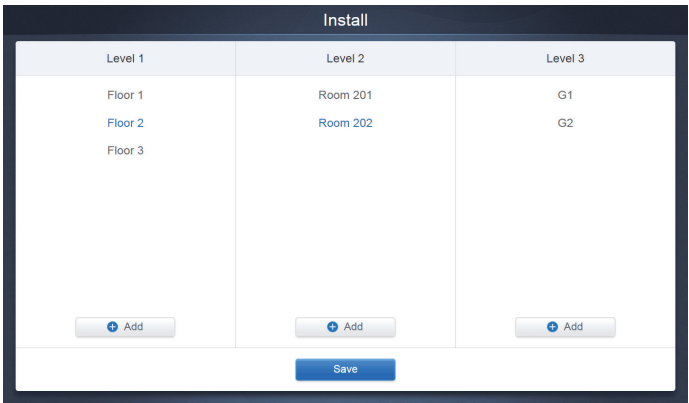 Install
Level 1 Level 2 Level 3
Floor 1 Room 201 G1
Floor 2 Room 202 G2
Floor 3
Add Add Add
Save